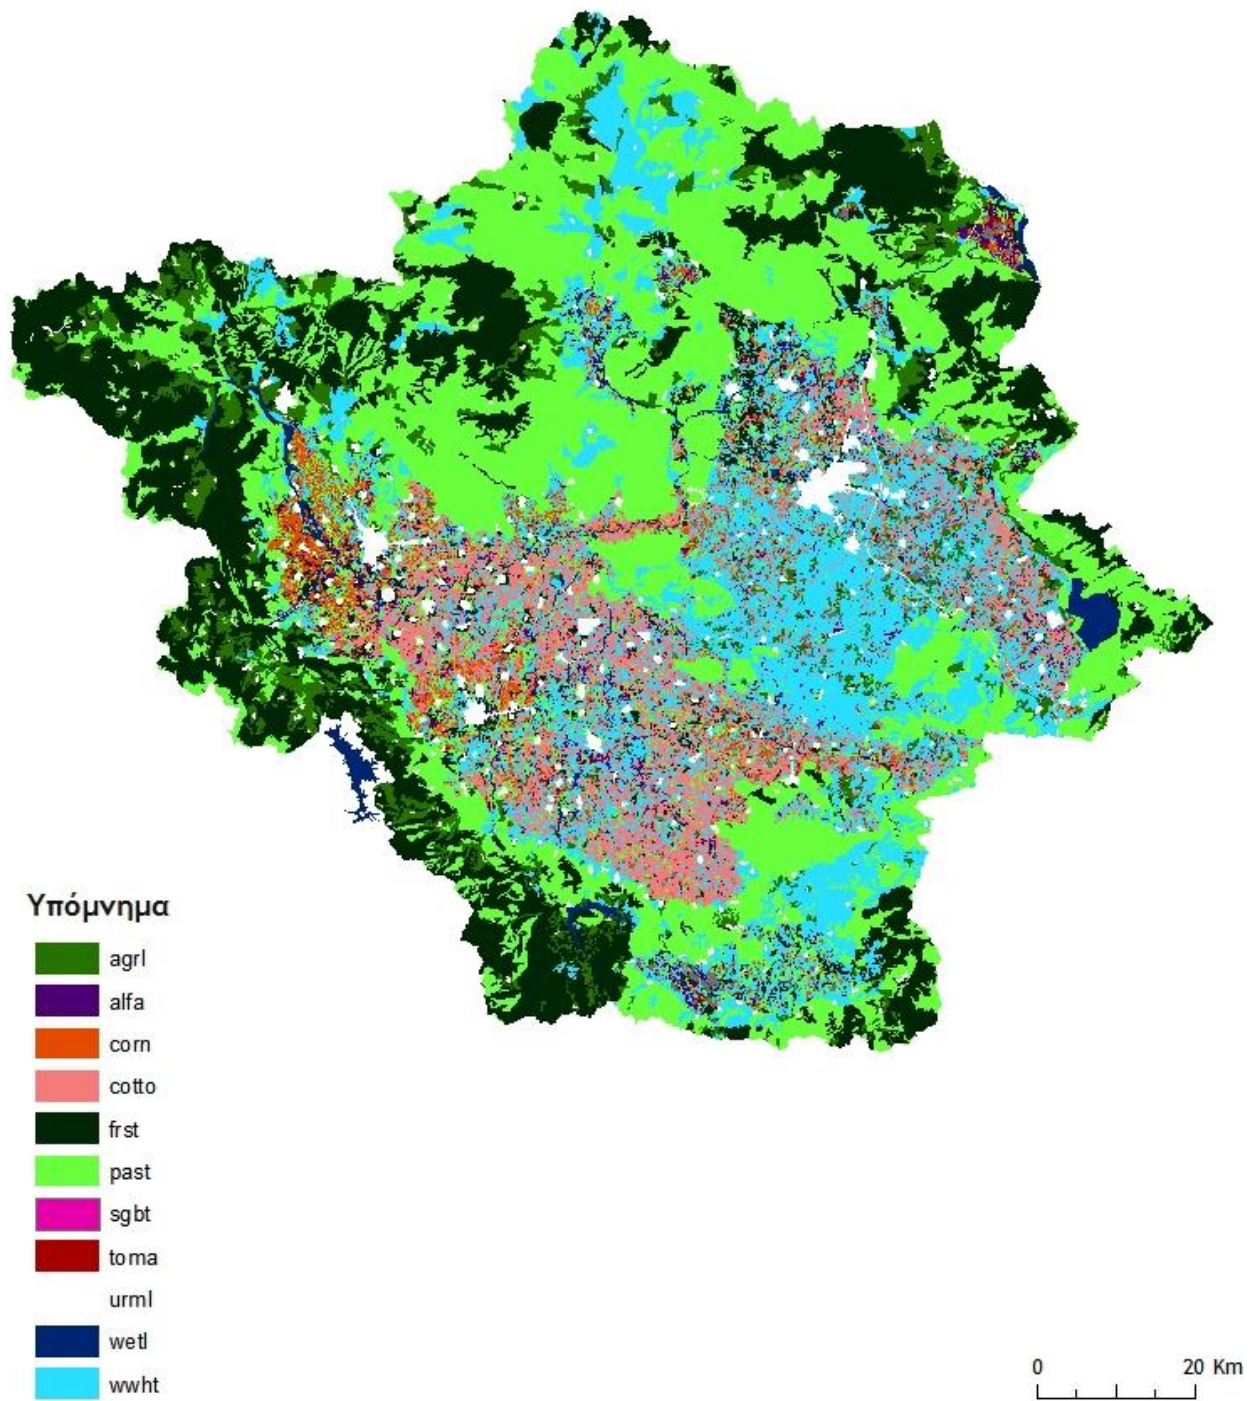 Υπόμνημα
agrl
alfa
corn
cotto
frst
past
sgbt
toma
urml
wetl
wwht
0 20 Km